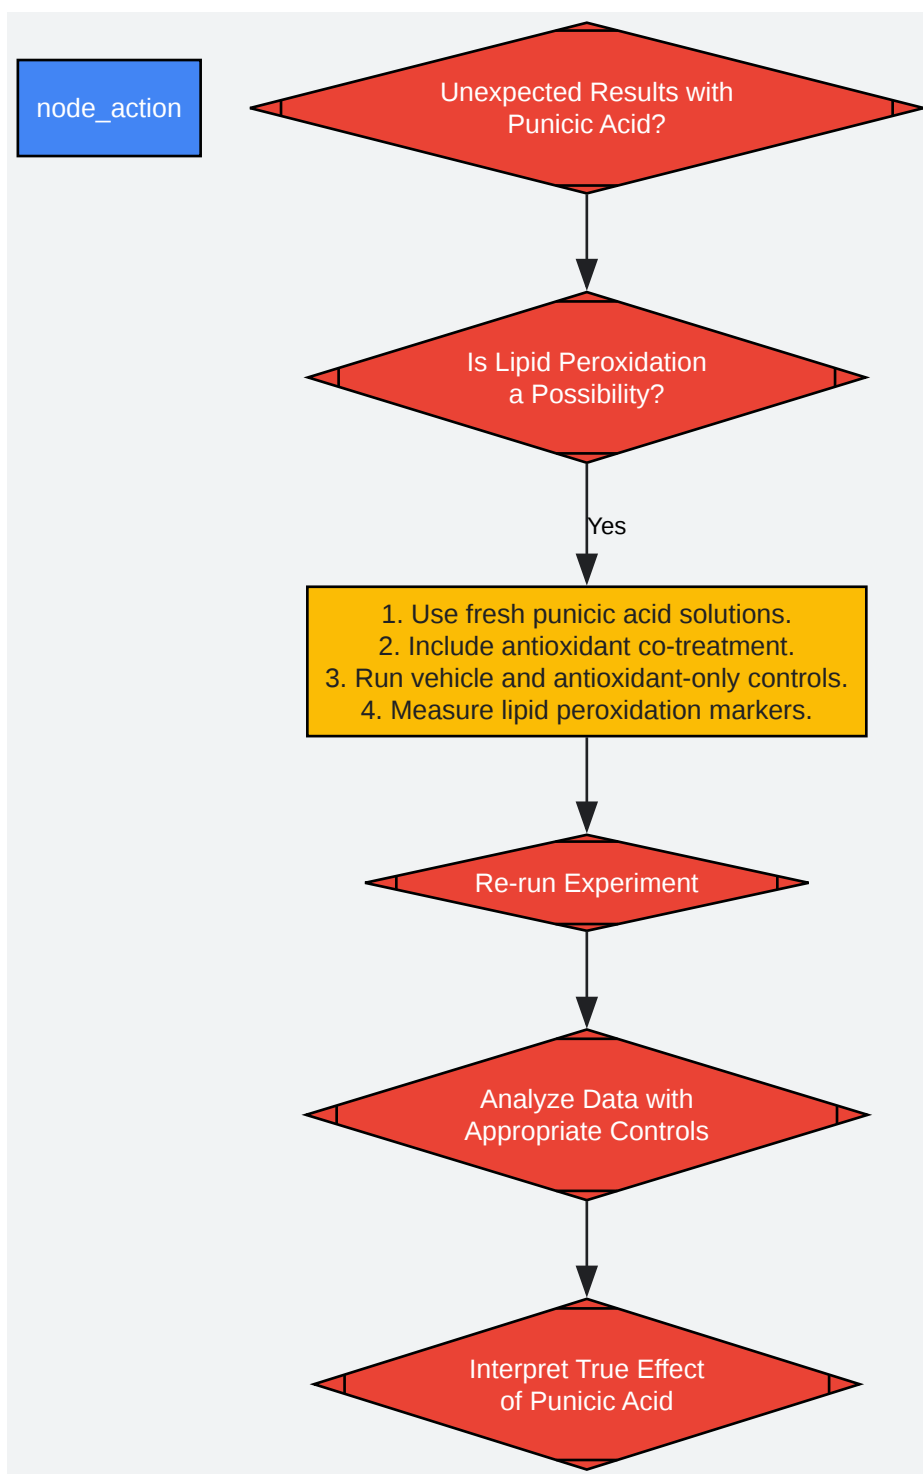 node_action
Unexpected Results with
Punicic Acid?
Is Lipid Peroxidation
a Possibility?
Yes
1. Use fresh punicic acid solutions.
2. Include antioxidant co-treatment.
3. Run vehicle and antioxidant-only controls.
4. Measure lipid peroxidation markers.
Re-run Experiment
Analyze Data with
Appropriate Controls
Interpret True Effect
of Punicic Acid